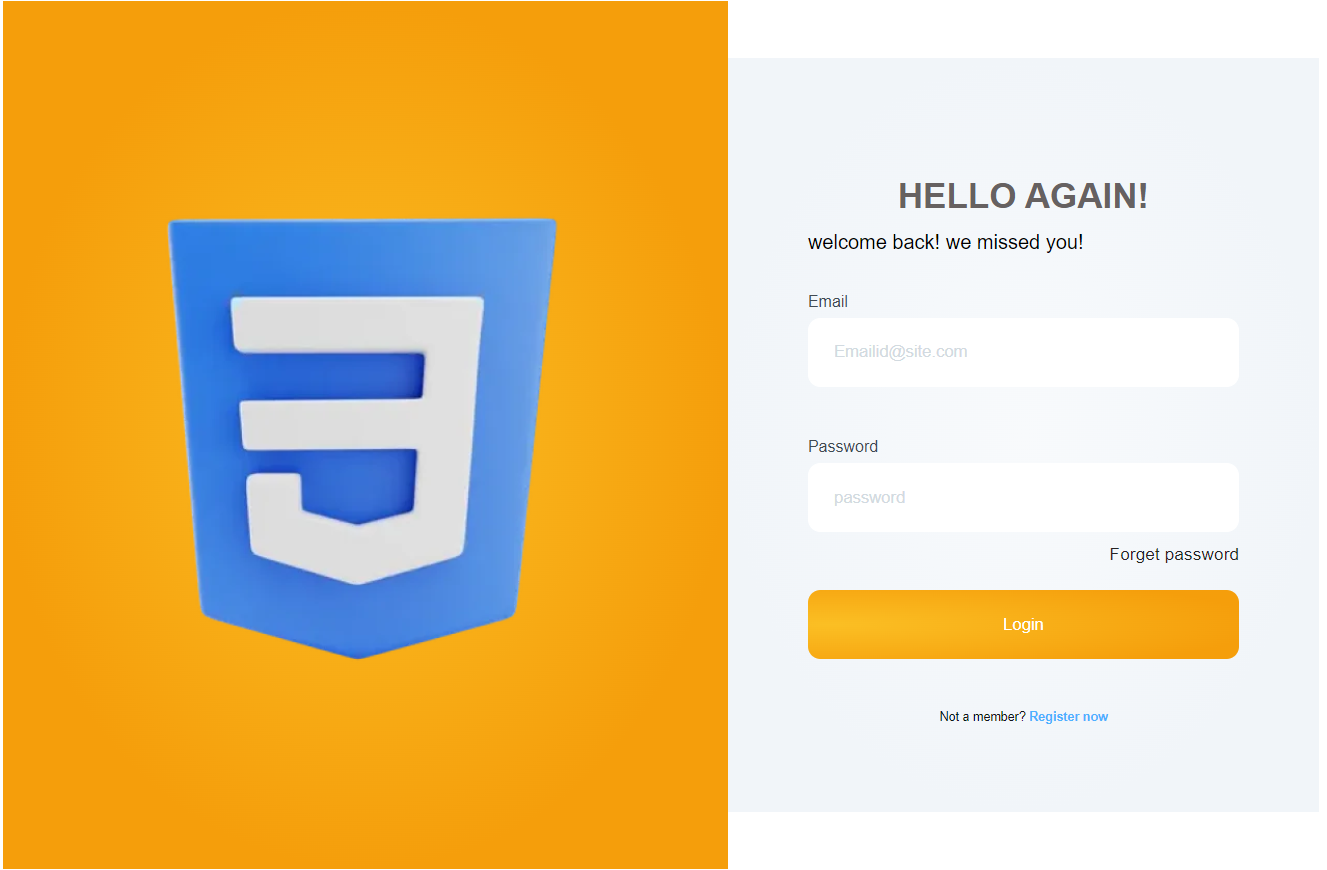 HELLO AGAIN!
welcome back! we missed you!
Email
Emailid@site.com
Password
password
Forget password
Login
Not a member? Register now